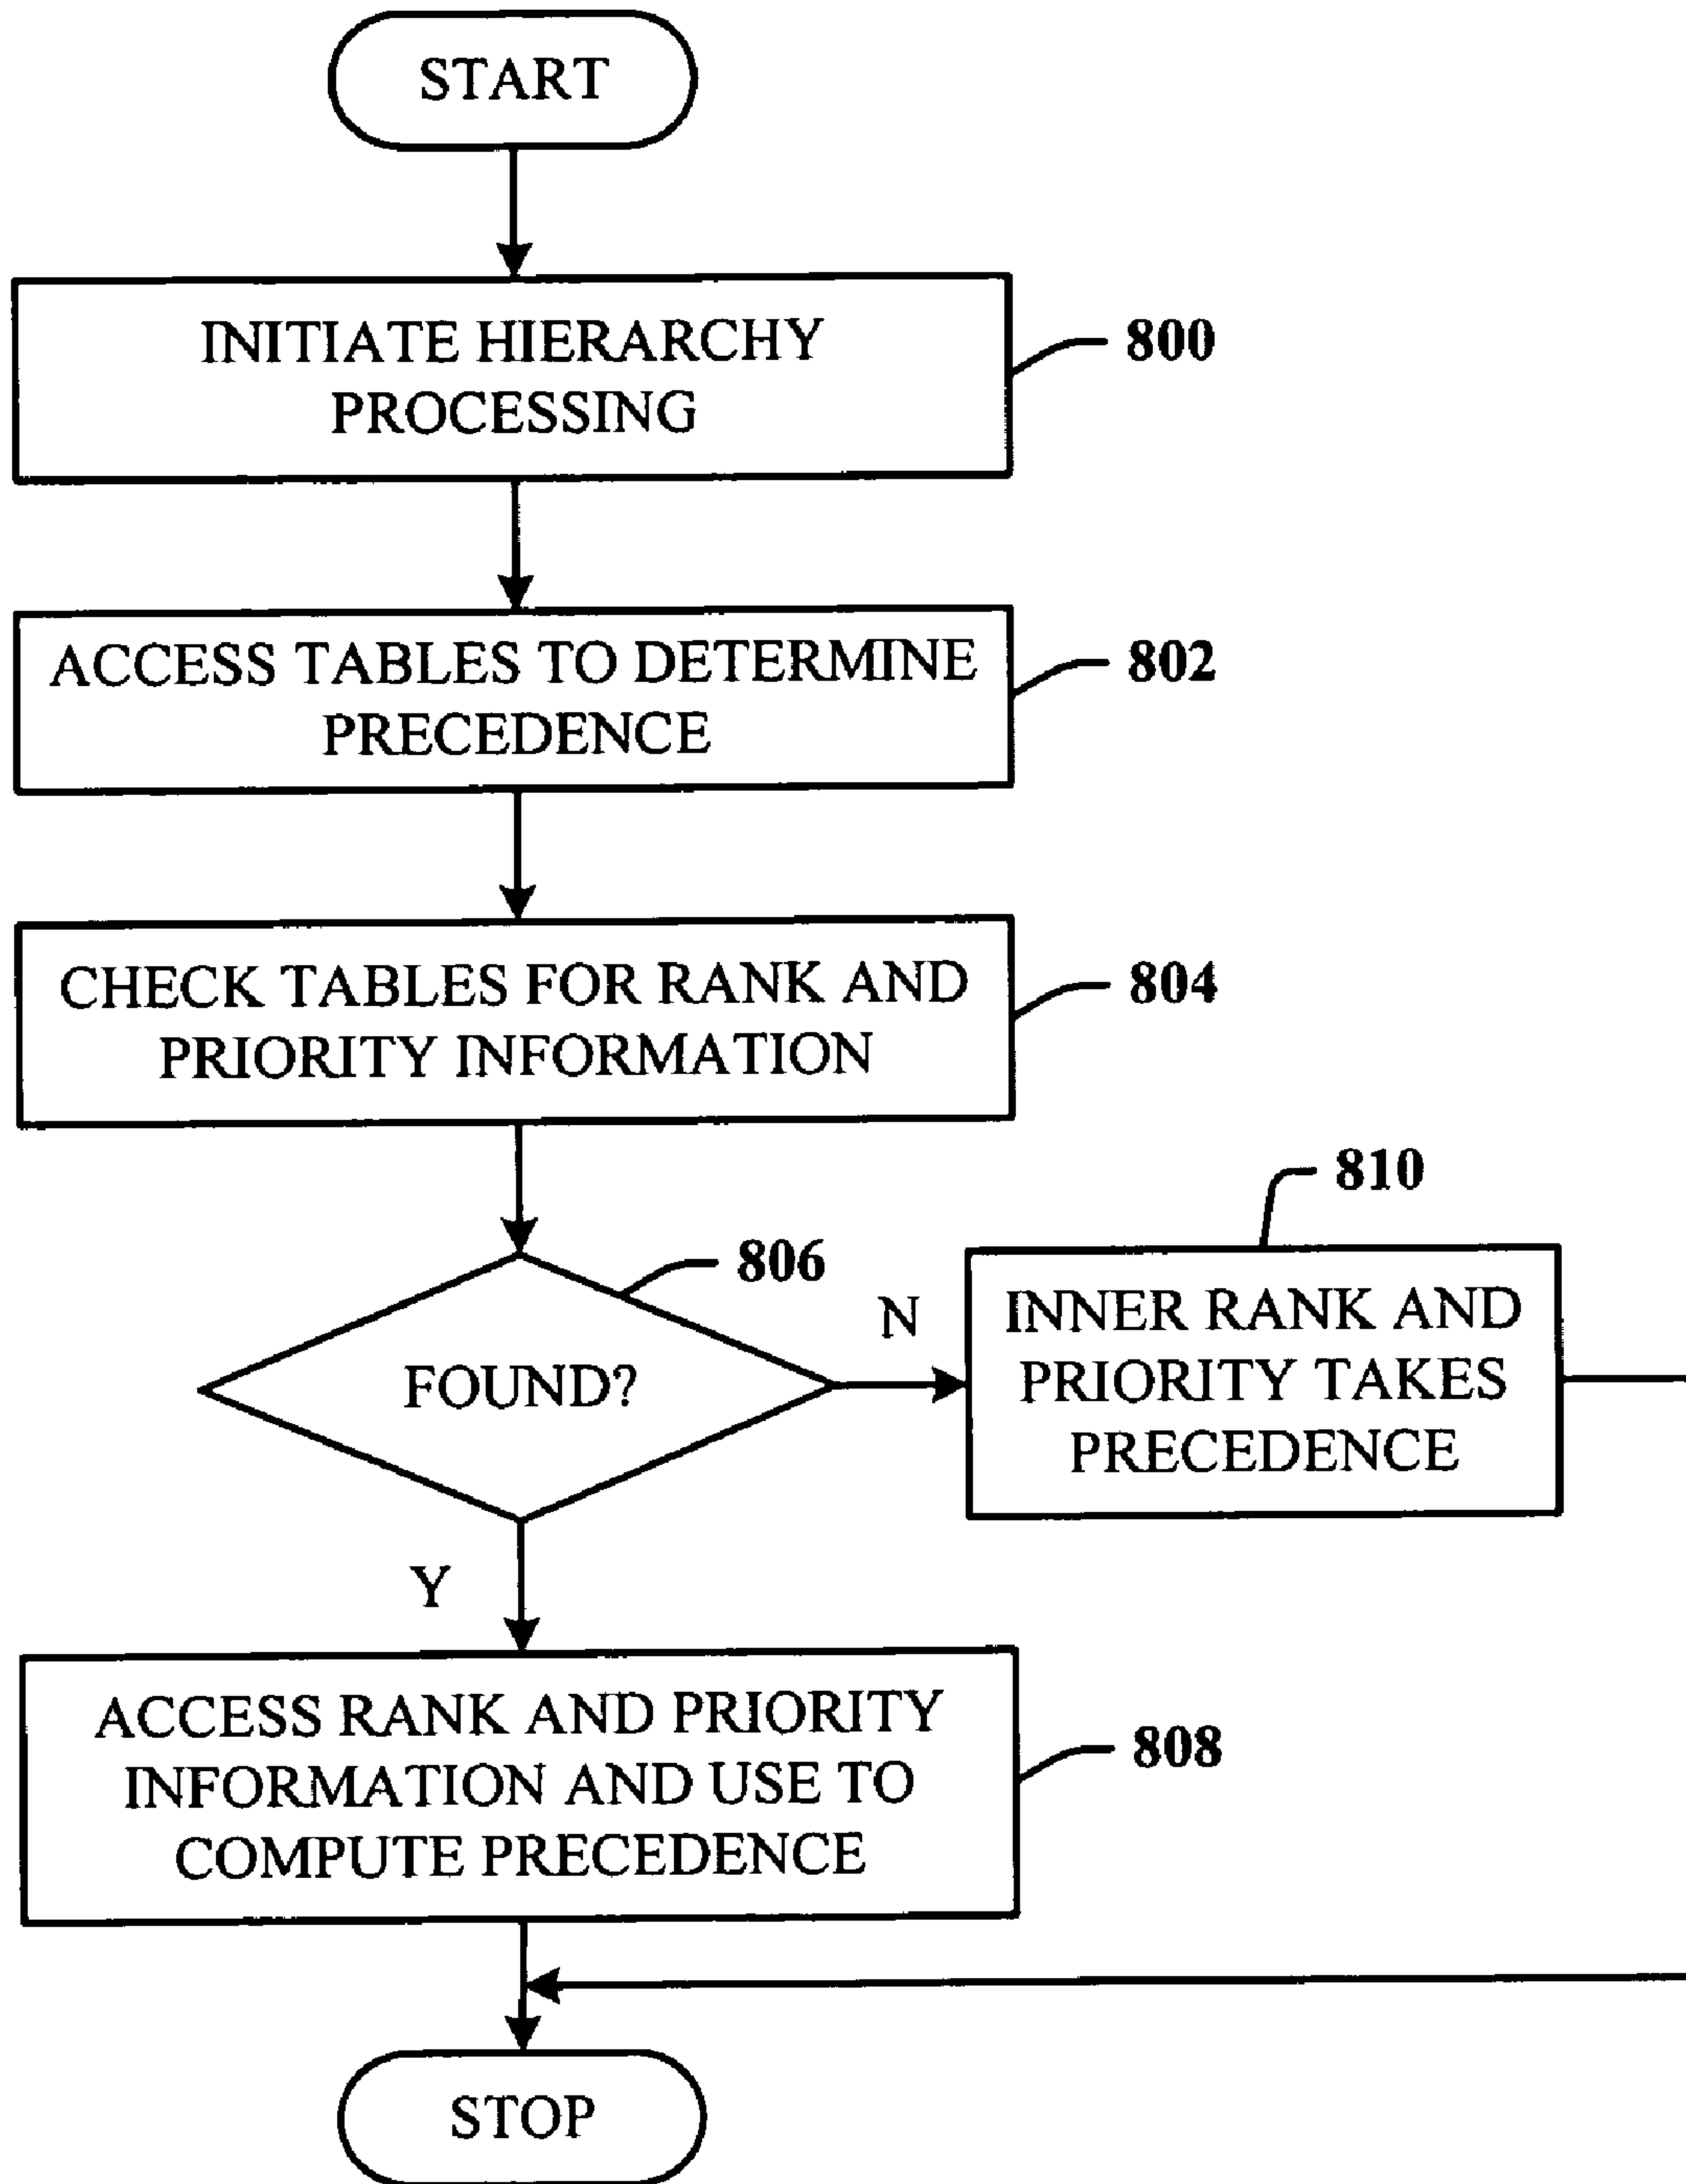 START
INITIATE HIERARCHY
PROCESSING
800
ACCESS TABLES TO DETERMINE
PRECEDENCE
802
CHECK TABLES FOR RANK AND
PRIORITY INFORMATION
804
FOUND?
806
N
INNER RANK AND
PRIORITY TAKES
PRECEDENCE
810
Y
ACCESS RANK AND PRIORITY
INFORMATION AND USE TO
COMPUTE PRECEDENCE
808
STOP